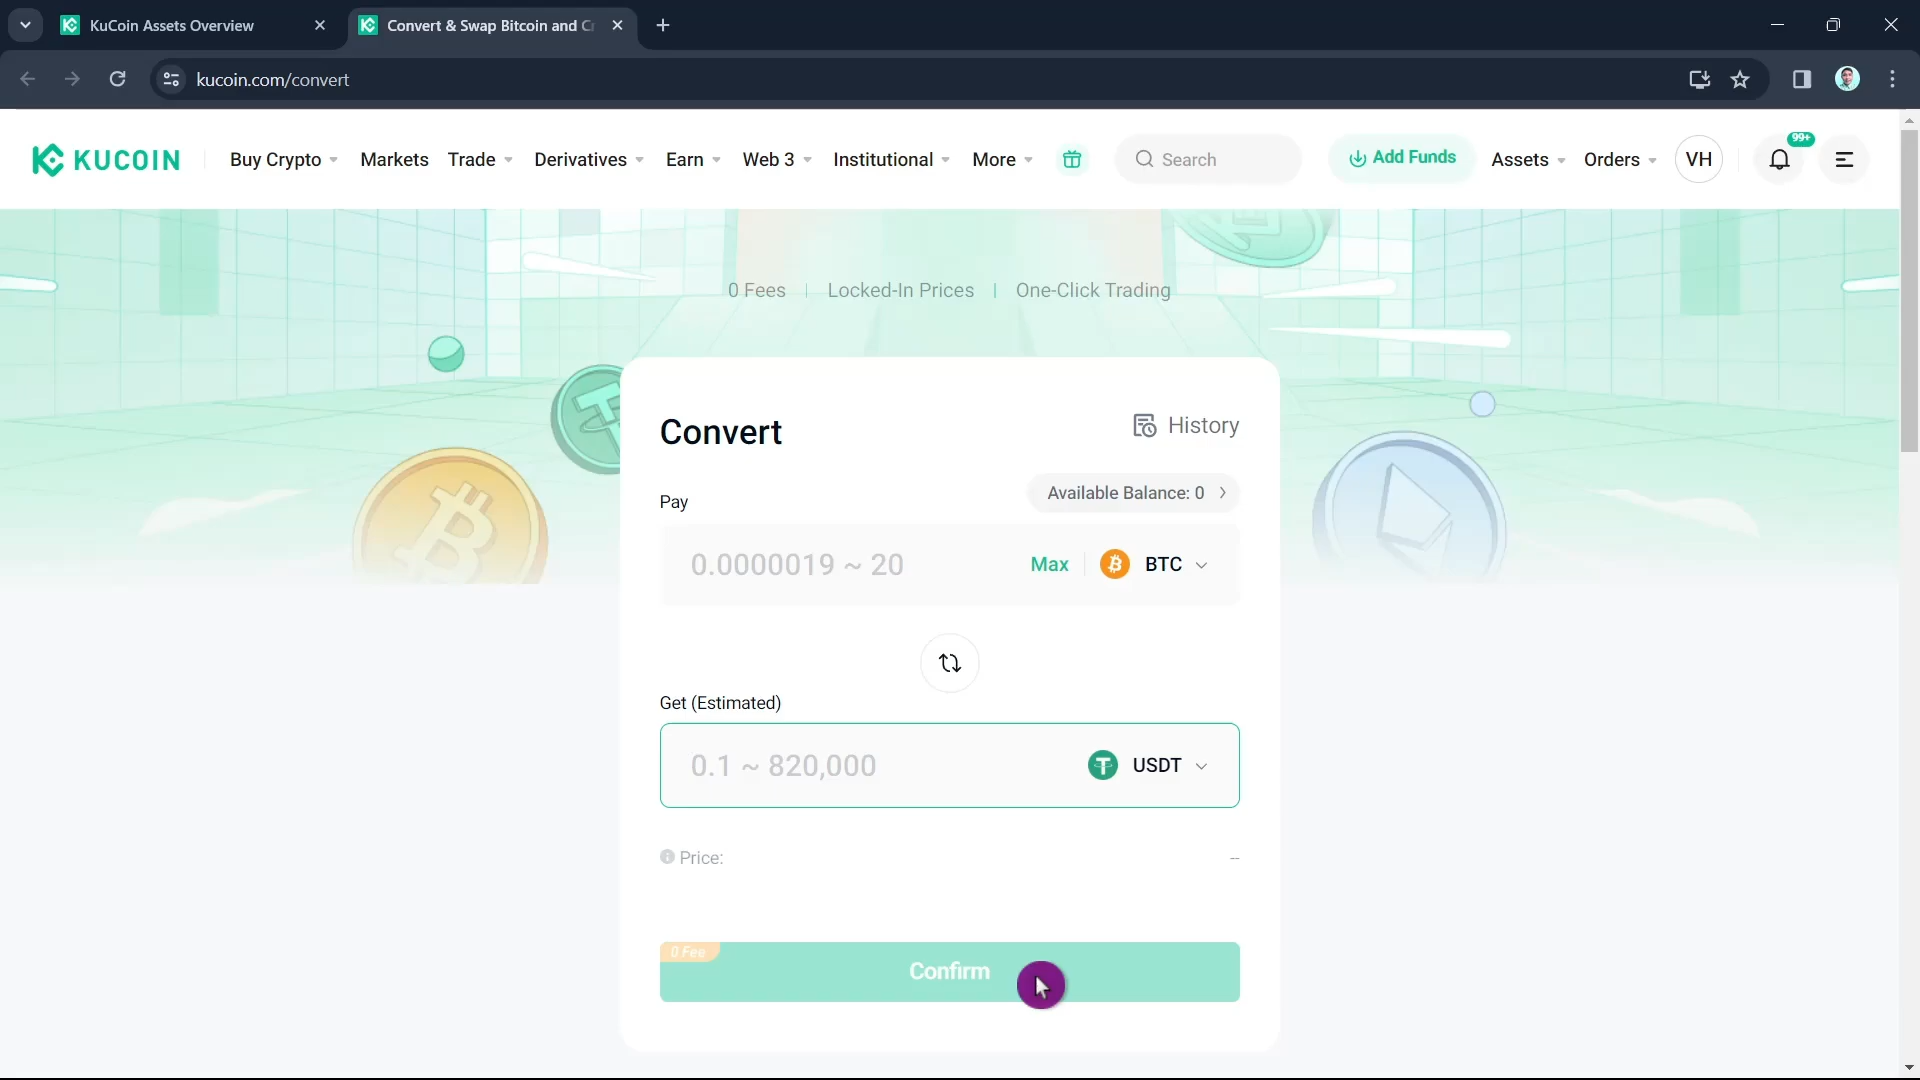 KuCoin Assets Overview
Convert & Swap Bitcoin and Cr
kucoin.com/convert
KUCOIN
Buy Crypto
Markets
Trade
Derivatives
Earn
Web 3
Institutional
More
Search
Add Funds
Assets
Orders
VH
99+
0 Fees | Locked-In Prices | One-Click Trading
Convert
History
Pay
Available Balance: 0
0.0000019 ~ 20
Max
BTC
Get (Estimated)
0.1 ~ 820,000
USDT
Price:
--
0 Fee
Confirm